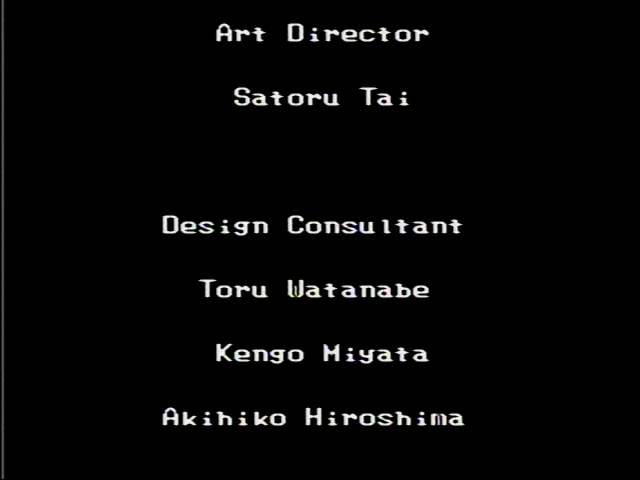 Art Director
Satoru Tai
Design Consultant
Toru Watanabe
Kengo Miyata
Akihiko Hiroshima